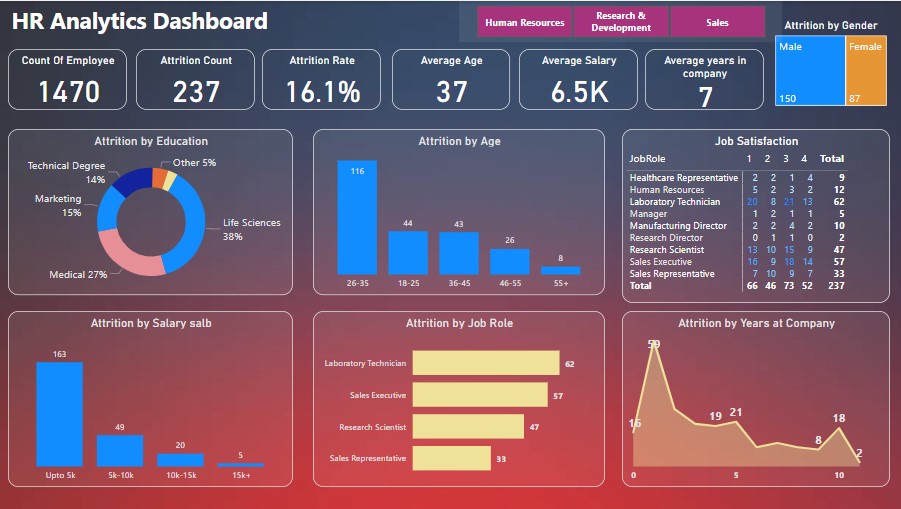 HR Analytics Dashboard
Human Resources
Research &
Development
Sales
Attrition by Gender
Male
Female
150
87
Count Of Employee
1470
Attrition Count
237
Attrition Rate
16.1%
Average Age
37
Average Salary
6.5K
Average years in
company
7
Attrition by Education
Technical Degree
14%
Other 5%
Marketing
15%
Life Sciences
38%
Medical 27%
Attrition by Age
116
44
43
26
8
26-35 18-25 36-45 46-55 55+
Job Satisfaction
JobRole 1 2 3 4 Total
Healthcare Representative 2 2 1 4 9
Human Resources 5 2 3 2 12
Laboratory Technician 20 8 21 13 62
Manager 1 2 1 1 5
Manufacturing Director 2 2 4 2 10
Research Director 0 1 1 0 2
Research Scientist 13 10 15 9 47
Sales Executive 16 9 18 14 57
Sales Representative 7 10 9 7 33
Total 66 46 73 52 237
Attrition by Salary salb
163
49
20
5
Upto 5k 5k-10k 10k-15k 15k+
Attrition by Job Role
Laboratory Technician 62
Sales Executive 57
Research Scientist 47
Sales Representative 33
Attrition by Years at Company
59
16
19
21
8
18
2
0 5 10